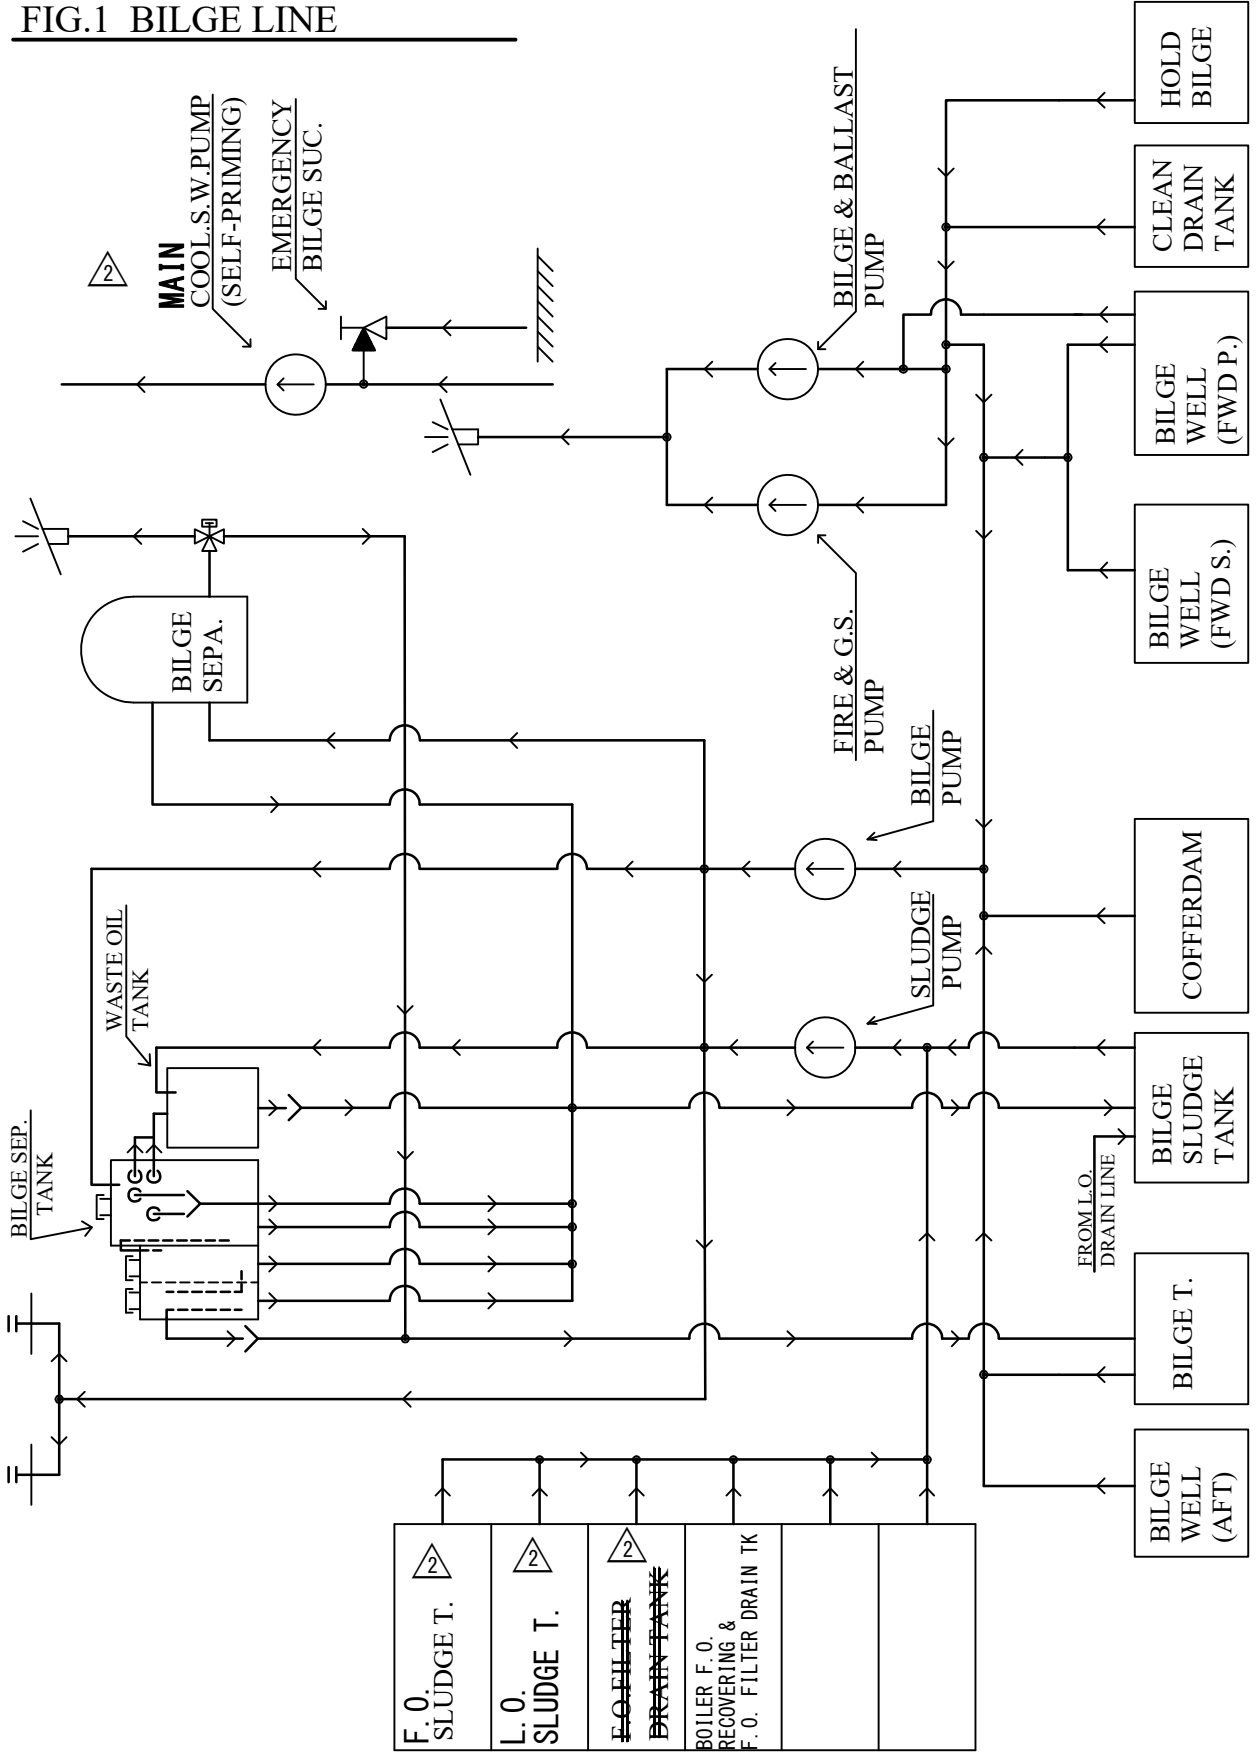 FIG.1 BILGE LINE
2
MAIN
COOL.S.W.PUMP
(SELF-PRIMING)
EMERGENCY
BILGE SUC.
BILGE
SEPA.
WASTE OIL
TANK
BILGE SEP.
TANK
BILGE & BALLAST
PUMP
FIRE & G.S.
PUMP
BILGE
PUMP
SLUDGE
PUMP
HOLD
BILGE
CLEAN
DRAIN
TANK
BILGE
WELL
(FWD P.)
BILGE
WELL
(FWD S.)
COFFERDAM
BILGE
SLUDGE
TANK
FROM L.O.
DRAIN LINE
BILGE T.
BILGE
WELL
(AFT)
F.O.
SLUDGE T.
2
L.O.
SLUDGE T.
2
F.O.FILTER
DRAIN TANK
2
BOILER F.O.
RECOVERING &
F.O. FILTER DRAIN TK